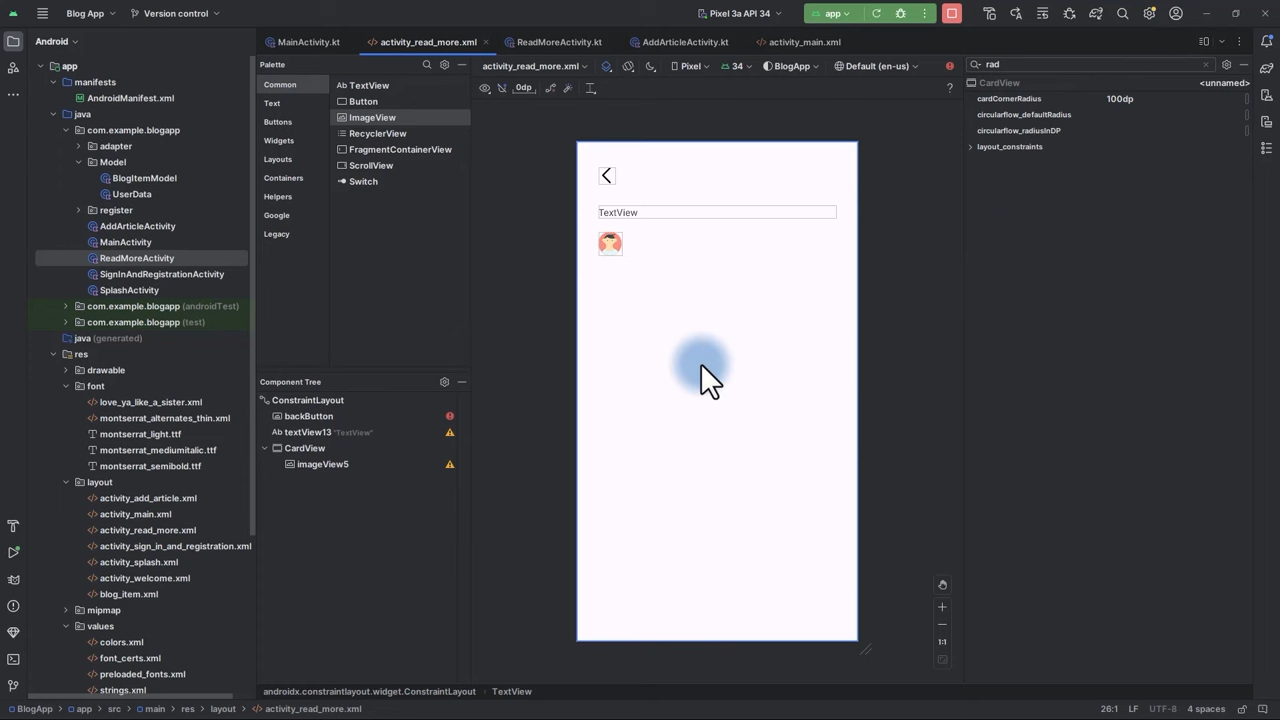 Blog App
Version control
Pixel 3a API 34
app
Android
MainActivity.kt
activity_read_more.xml
ReadMoreActivity.kt
AddArticleActivity.kt
activity_main.xml
app
manifests
AndroidManifest.xml
java
com.example.blogapp
adapter
Model
BlogItemModel
UserData
register
AddArticleActivity
MainActivity
ReadMoreActivity
SignInAndRegistrationActivity
SplashActivity
com.example.blogapp (androidTest)
com.example.blogapp (test)
java (generated)
res
drawable
font
love_ya_like_a_sister.xml
montserrat_alternates_thin.xml
montserrat_light.ttf
montserrat_mediumitalic.ttf
montserrat_semibold.ttf
layout
activity_add_article.xml
activity_main.xml
activity_read_more.xml
activity_sign_in_and_registration.xml
activity_splash.xml
activity_welcome.xml
blog_item.xml
mipmap
values
colors.xml
font_certs.xml
preloaded_fonts.xml
strings.xml
Palette
Common
Text
Buttons
Widgets
Layouts
Containers
Helpers
Google
Legacy
Ab TextView
Button
ImageView
RecyclerView
FragmentContainerView
ScrollView
Switch
Component Tree
ConstraintLayout
backButton
Ab textView13 "TextView"
CardView
imageView5
activity_read_more.xml
Pixel
34
BlogApp
Default (en-us)
0dp
?
TextView
1:1
rad
CardView
<unnamed>
cardCornerRadius 100dp
circularflow_defaultRadius
circularflow_radiusInDP
layout_constraints
androidx.constraintlayout.widget.ConstraintLayout
TextView
BlogApp
app
src
main
res
layout
activity_read_more.xml
26:1
LF
UTF-8
4 spaces